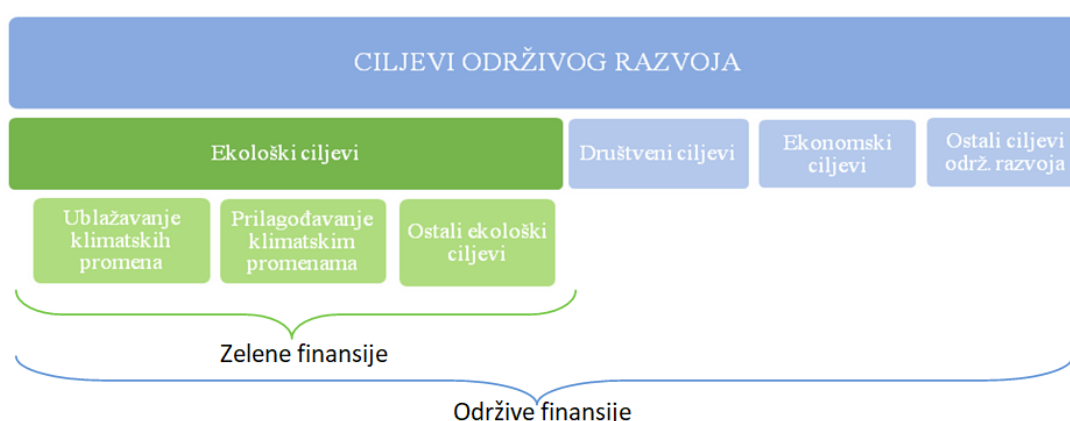 CILJEVI ODRŽIVOG RAZVOJA
Ekološki ciljevi
Društveni ciljevi
Ekonomski
ciljevi
Ostali ciljevi
održ. razvoja
Ublažavanje
klimatskih
promena
Prilagođavanje
klimatskim
promenama
Ostali ekološki
ciljevi
Zelene finansije
Održive finansije